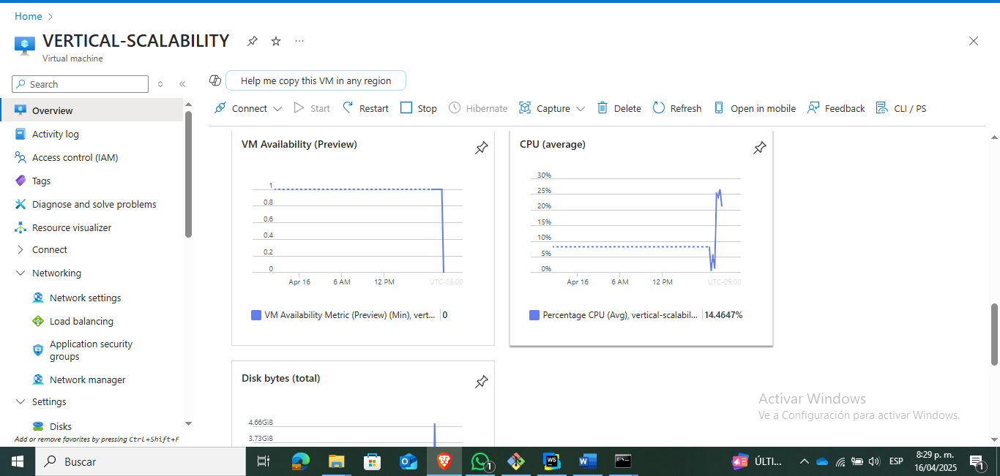 Home
VERTICAL-SCALABILITY
Virtual machine
Search
Help me copy this VM in any region
Connect Start Restart Stop Hibernate Capture Delete Refresh Open in mobile Feedback CLI / PS
Overview
Activity log
Access control (IAM)
Tags
Diagnose and solve problems
Resource visualizer
Connect
Networking
Network settings
Load balancing
Application security
groups
Network manager
Settings
Disks
Add or remove favorites by pressing Ctrl+Shift+F
VM Availability (Preview)
1
0.8
0.6
0.4
0.2
0
Apr 16 6 AM 12 PM UTC-05:00
VM Availability Metric (Preview) (Min), vert... 0
CPU (average)
30%
25%
20%
15%
10%
5%
0%
Apr 16 6 AM 12 PM UTC-05:00
Percentage CPU (Avg), vertical-scalabil... 14.4647%
Disk bytes (total)
4.66GiB
3.73GiB
Activar Windows
Ve a Configuración para activar Windows.
Buscar
WS
1
ÚLTI...
ESP
8:29 p. m.
16/04/2025
1